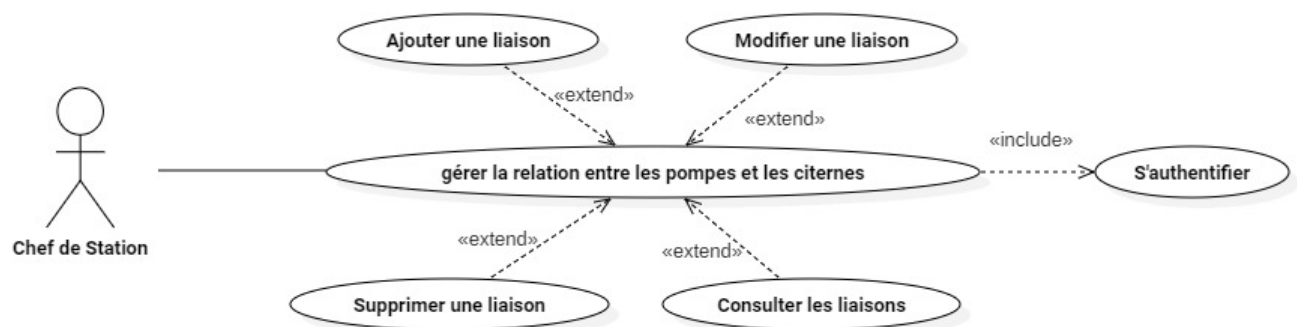 Ajouter une liaison
Modifier une liaison
«extend»
«extend»
«include»
gérer la relation entre les pompes et les citernes
S'authentifier
Chef de Station
«extend»
«extend»
Supprimer une liaison
Consulter les liaisons